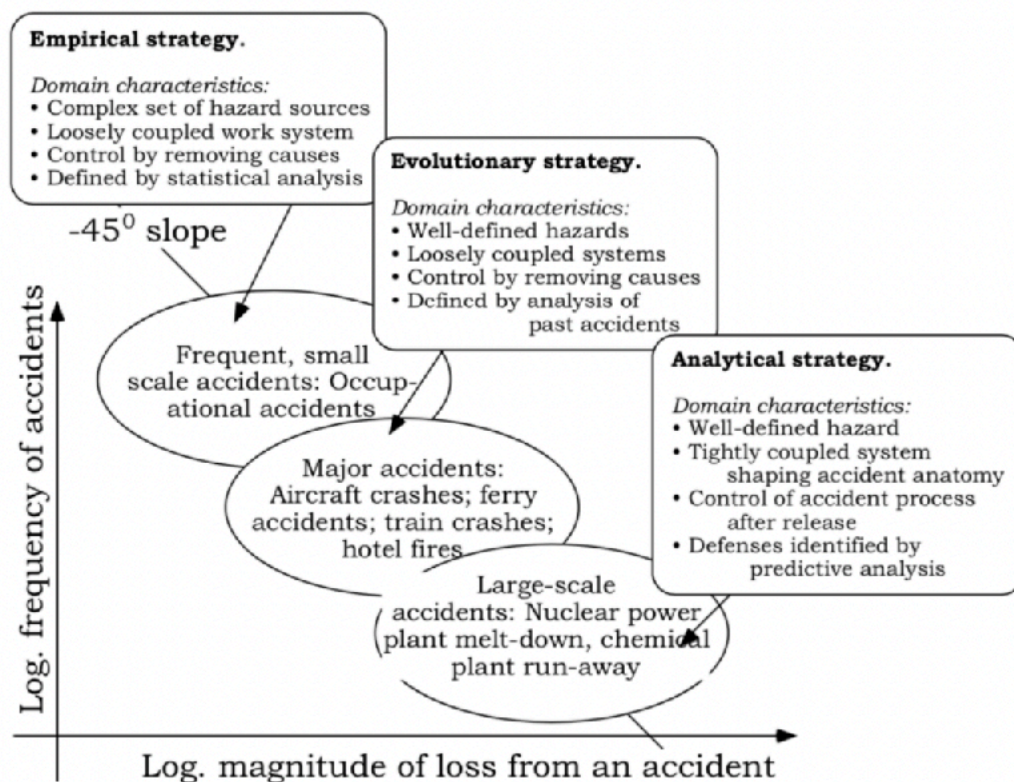 Empirical strategy.
Domain characteristics:
• Complex set of hazard sources
• Loosely coupled work system
• Control by removing causes
• Defined by statistical analysis
Evolutionary strategy.
Domain characteristics:
• Well-defined hazards
• Loosely coupled systems
• Control by removing causes
• Defined by analysis of
past accidents
Analytical strategy.
Domain characteristics:
• Well-defined hazard
• Tightly coupled system
shaping accident anatomy
• Control of accident process
after release
• Defenses identified by
predictive analysis
-45⁰ slope
Frequent, small
scale accidents: Occup-
ational accidents
Major accidents:
Aircraft crashes; ferry
accidents; train crashes;
hotel fires
Large-scale
accidents: Nuclear power
plant melt-down, chemical
plant run-away
Log. frequency of accidents
Log. magnitude of loss from an accident